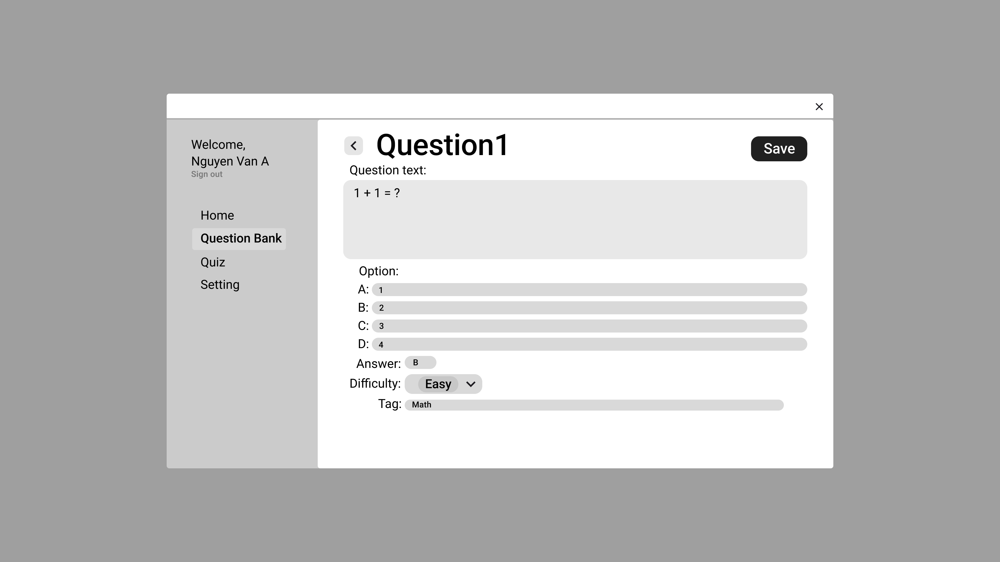 Welcome,
Nguyen Van A
Sign out
Home
Question Bank
Quiz
Setting
Question1
Save
Question text:
1 + 1 = ?
Option:
A: 1
B: 2
C: 3
D: 4
Answer: B
Difficulty: Easy
Tag: Math